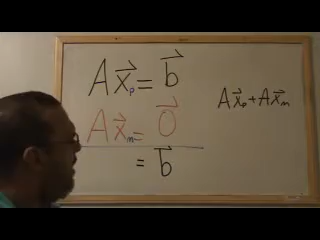 Ax⃗ₚ = b⃗
Ax⃗ₙ = 0⃗
= b⃗
Ax⃗ₚ + Ax⃗ₙ